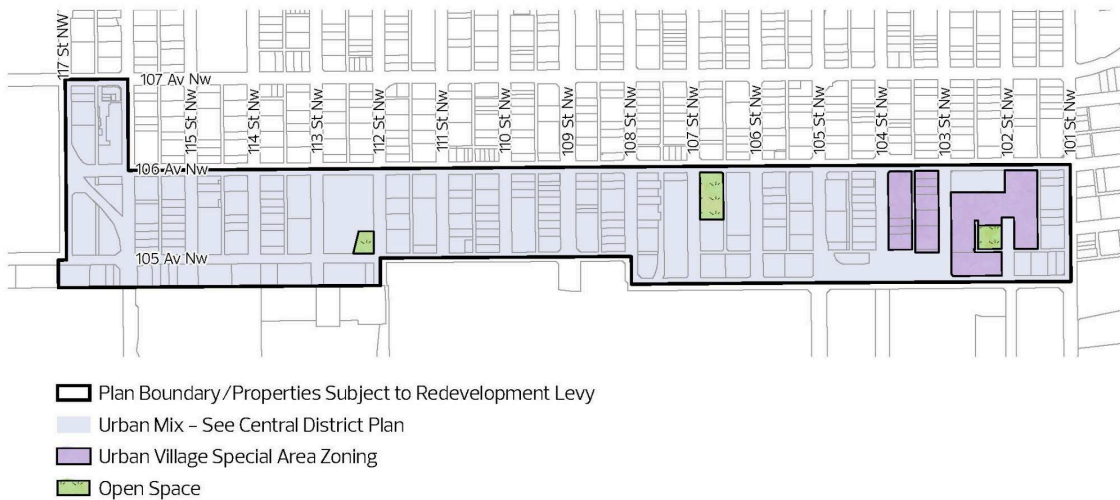 117 St NW
107 Av Nw
115 St Nw
114 St Nw
113 St Nw
112 St Nw
111 St Nw
110 St Nw
109 St Nw
108 St Nw
107 St Nw
106 St Nw
105 St Nw
104 St Nw
103 St Nw
102 St Nw
101 St Nw
106 Av Nw
105 Av Nw
Plan Boundary/Properties Subject to Redevelopment Levy
Urban Mix – See Central District Plan
Urban Village Special Area Zoning
Open Space